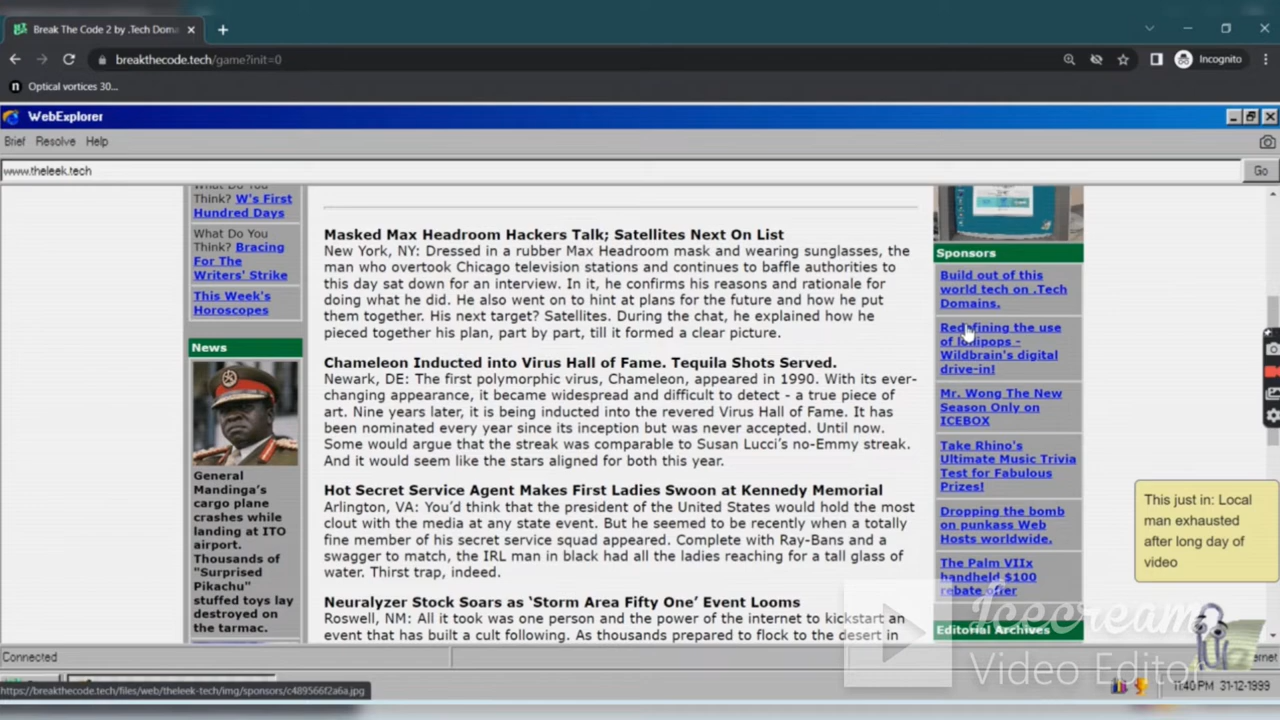 Break The Code 2 by .Tech Doma
breakthecode.tech/game?init=0
Incognito
Optical vortices 30...
WebExplorer
Brief Resolve Help
www.theleek.tech
Go
What Do You
Think? W's First
Hundred Days
What Do You
Think? Bracing
For The
Writers' Strike
This Week's
Horoscopes
News
General
Mandinga's
cargo plane
crashes while
landing at ITO
airport.
Thousands of
"Surprised
Pikachu"
stuffed toys lay
destroyed on
the tarmac.
Masked Max Headroom Hackers Talk; Satellites Next On List
New York, NY: Dressed in a rubber Max Headroom mask and wearing sunglasses, the
man who overtook Chicago television stations and continues to baffle authorities to
this day sat down for an interview. In it, he confirms his reasons and rationale for
doing what he did. He also went on to hint at plans for the future and how he put
them together. His next target? Satellites. During the chat, he explained how he
pieced together his plan, part by part, till it formed a clear picture.
Chameleon Inducted into Virus Hall of Fame. Tequila Shots Served.
Newark, DE: The first polymorphic virus, Chameleon, appeared in 1990. With its ever-
changing appearance, it became widespread and difficult to detect - a true piece of
art. Nine years later, it is being inducted into the revered Virus Hall of Fame. It has
been nominated every year since its inception but was never accepted. Until now.
Some would argue that the streak was comparable to Susan Lucci's no-Emmy streak.
And it would seem like the stars aligned for both this year.
Hot Secret Service Agent Makes First Ladies Swoon at Kennedy Memorial
Arlington, VA: You'd think that the president of the United States would hold the most
clout with the media at any state event. But he seemed to be recently when a totally
fine member of his secret service squad appeared. Complete with Ray-Bans and a
swagger to match, the IRL man in black had all the ladies reaching for a tall glass of
water. Thirst trap, indeed.
Neuralyzer Stock Soars as 'Storm Area Fifty One' Event Looms
Roswell, NM: All it took was one person and the power of the internet to kickstart an
event that has built a cult following. As thousands prepared to flock to the desert in
Sponsors
Build out of this
world tech on .Tech
Domains.
Redefining the use
of lollipops -
Wildbrain's digital
drive-in!
Mr. Wong The New
Season Only on
ICEBOX
Take Rhino's
Ultimate Music Trivia
Test for Fabulous
Prizes!
Dropping the bomb
on punkass Web
Hosts worldwide.
The Palm VIIx
handheld $100
rebate offer
Editorial Archives
This just in: Local
man exhausted
after long day of
video
Icecream
Video Editor
Connected
ernet
https://breakthecode.tech/files/web/theleek-tech/img/sponsors/c489566f2a6a.jpg
11:40 PM 31-12-1999